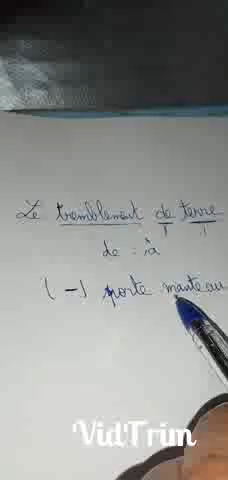 Le tremblement de terre
de : à
( - ) porte manteau
VidTrim